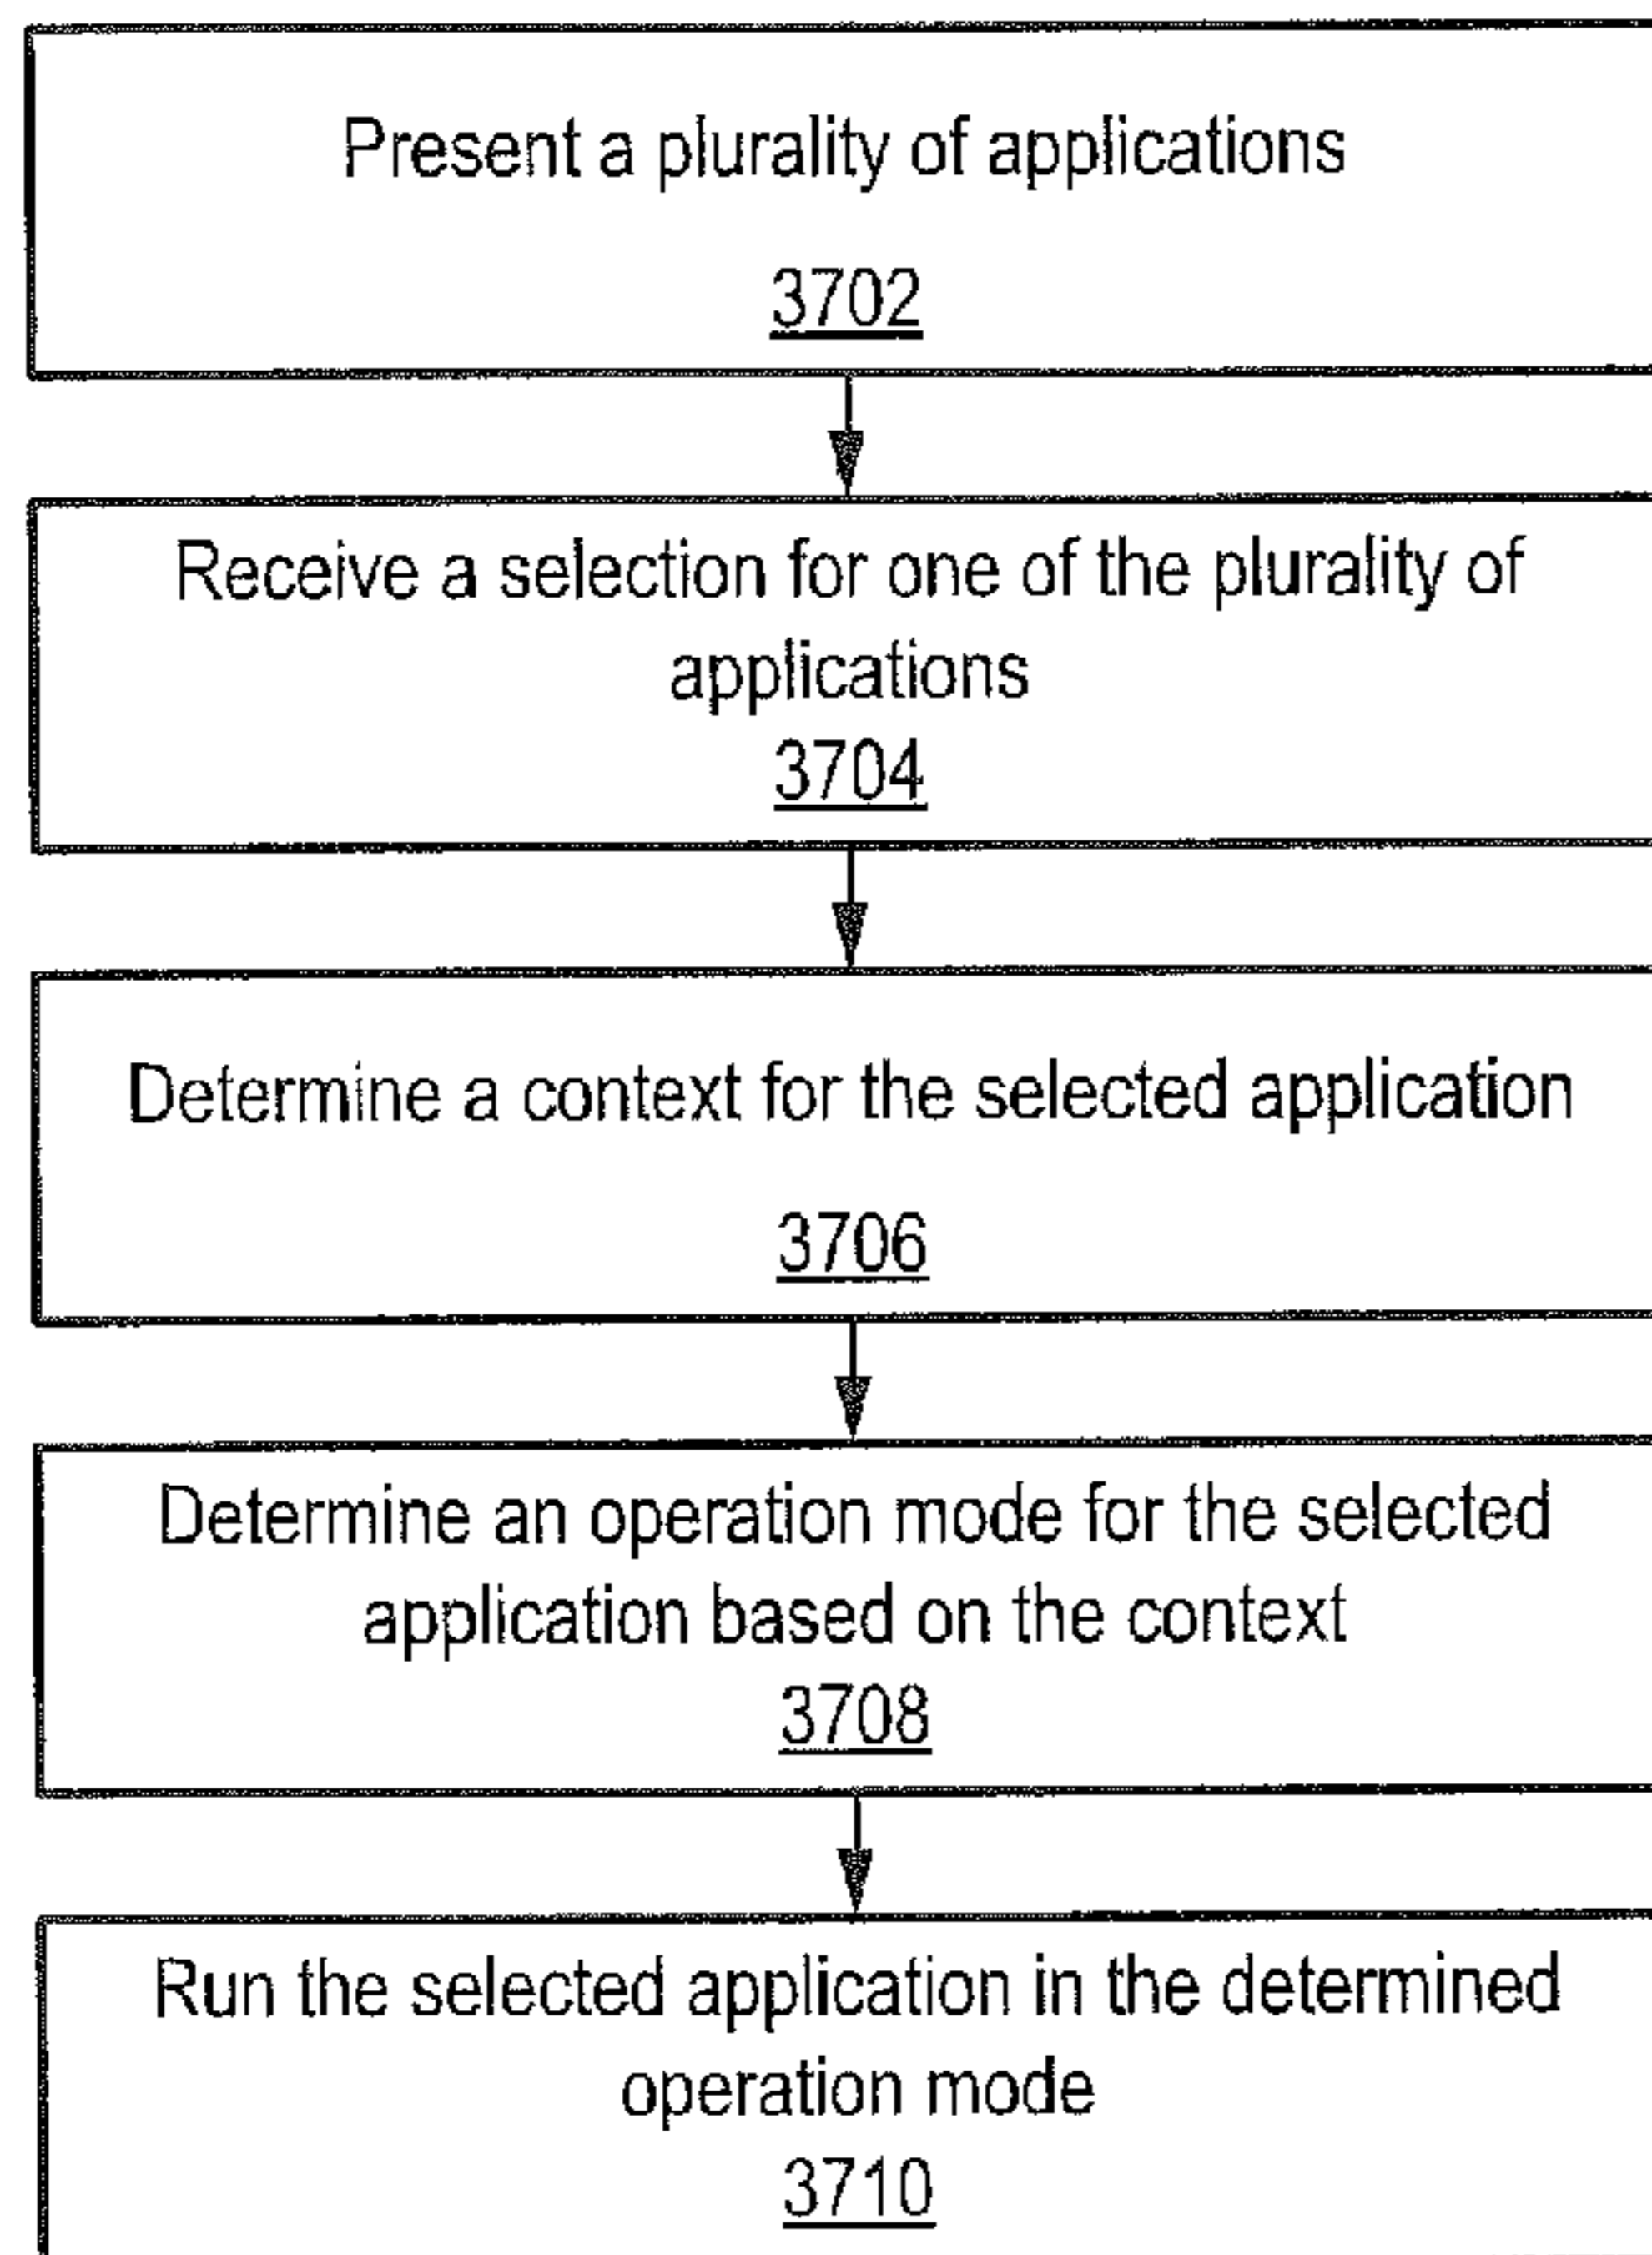 Present a plurality of applications
3702
Receive a selection for one of the plurality of
applications
3704
Determine a context for the selected application
3706
Determine an operation mode for the selected
application based on the context
3708
Run the selected application in the determined
operation mode
3710